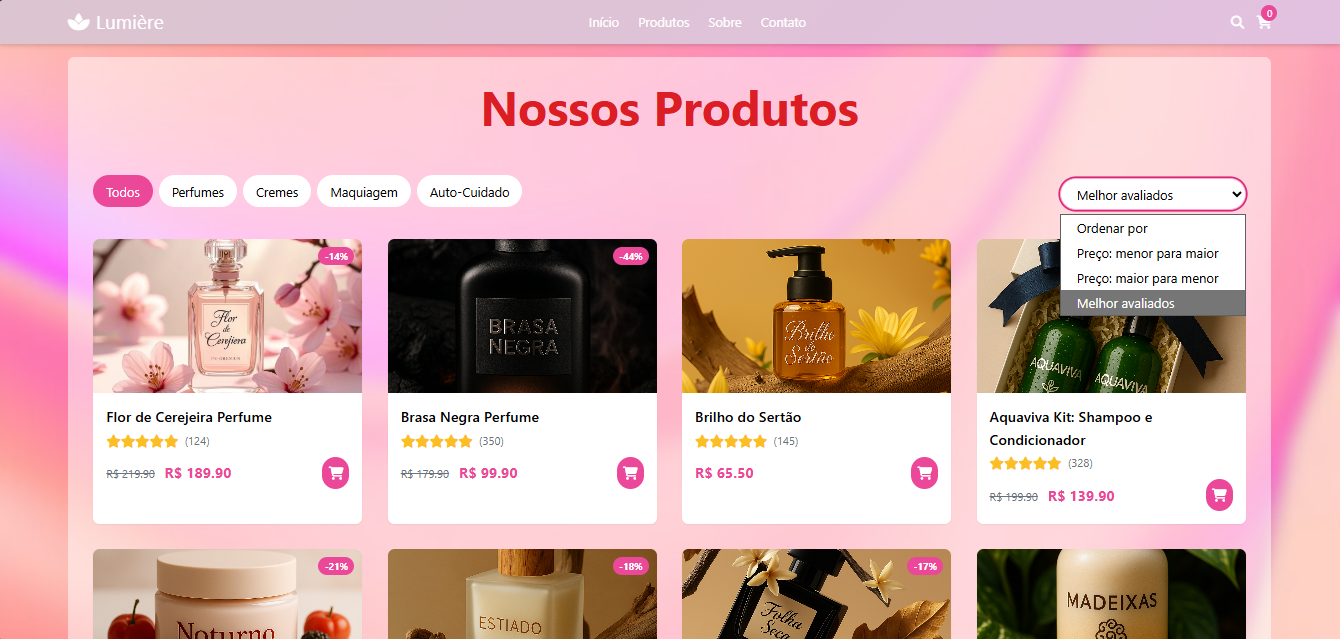 Lumière
Início Produtos Sobre Contato
0
Nossos Produtos
Todos Perfumes Cremes Maquiagem Auto-Cuidado
Melhor avaliados
Ordenar por
Preço: menor para maior
Preço: maior para menor
Melhor avaliados
-14%
Flor
de
Cerejeira
Flor de Cerejeira Perfume
(124)
R$ 219.90 R$ 189.90
-44%
BRASA
NEGRA
Brasa Negra Perfume
(350)
R$ 179.90 R$ 99.90
Brilho
do
Sertão
Brilho do Sertão
(145)
R$ 65.50
AQUAVIVA
AQUAVIVA
Aquaviva Kit: Shampoo e
Condicionador
(328)
R$ 199.90 R$ 139.90
-21%
Noturno
-18%
ESTIADO
-17%
Folha
Seca
MADEIXAS